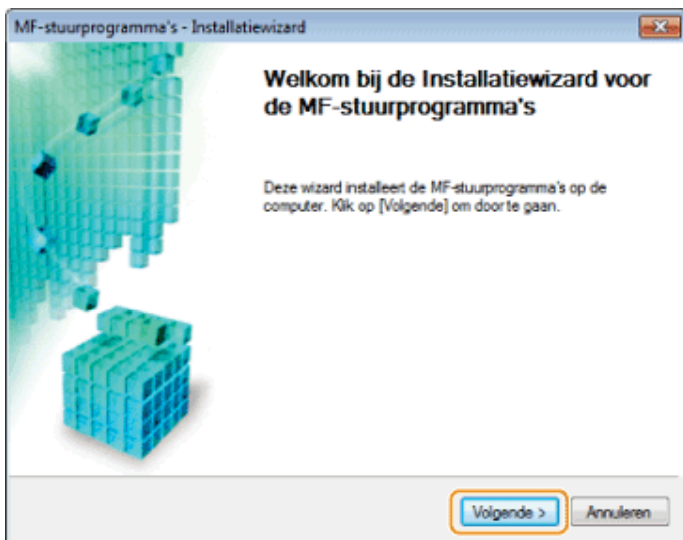 MF-stuurprogramma's - Installatiewizard
Welkom bij de Installatiewizard voor
de MF-stuurprogramma's
Deze wizard installeert de MF-stuurprogramma's op de
computer. Klik op [Volgende] om door te gaan.
Volgende >
Annuleren